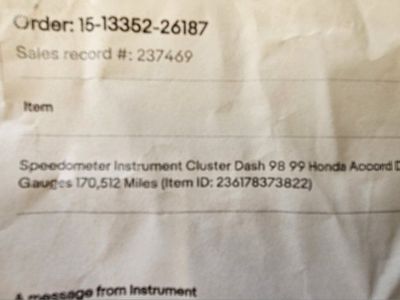 Order: 15-13352-26187
Sales record #: 237469
Item
Speedometer Instrument Cluster Dash 98 99 Honda Accord D
Gauges 170,512 Miles (Item ID: 236178373822)
A message from Instrument